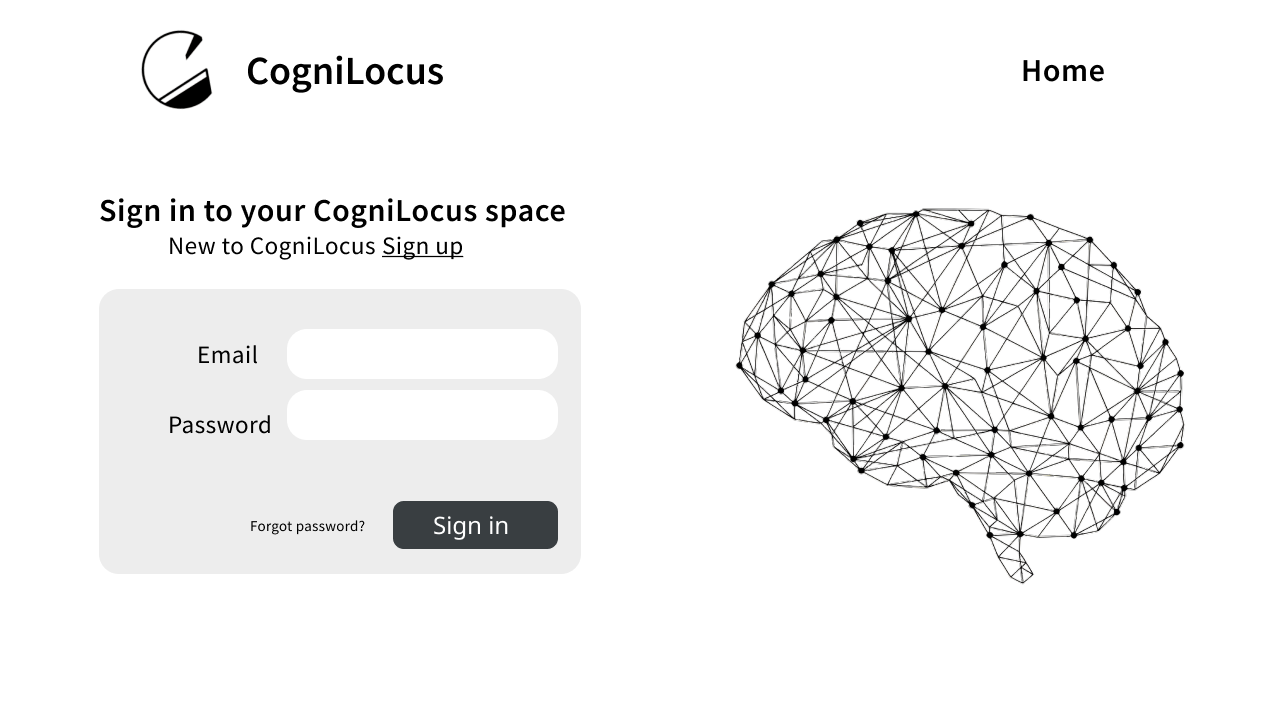 CogniLocus
Home
Sign in to your CogniLocus space
New to CogniLocus Sign up
Email
Password
Forgot password?
Sign in